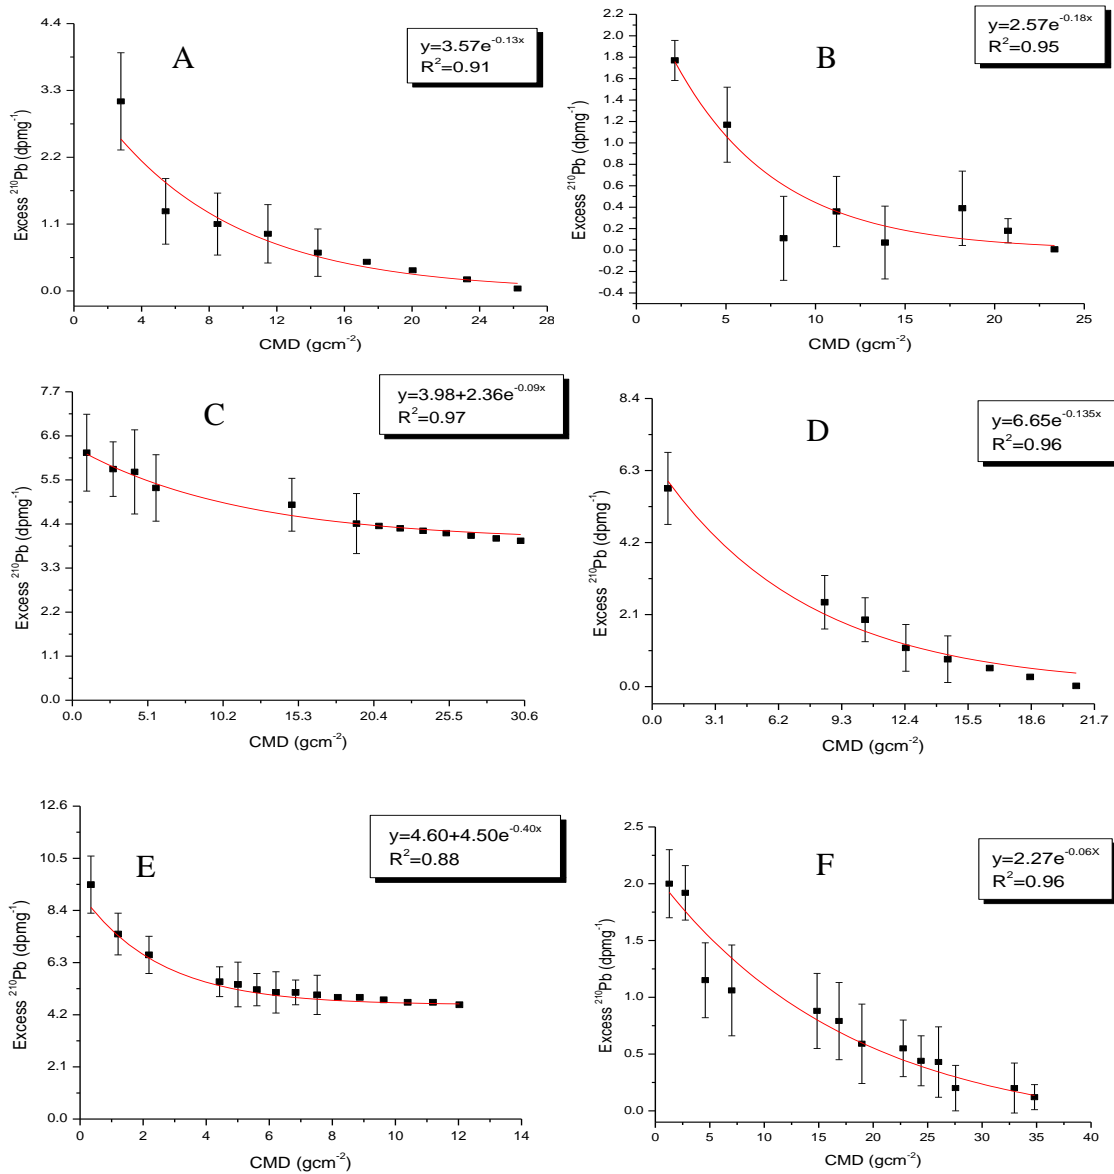 A
y=3.57e-0.13x
R2=0.91
Excess 210Pb (dpmg-1)
4.4
3.3
2.2
1.1
0.0
0 4 8 12 16 20 24 28
CMD (gcm-2)
B
y=2.57e-0.18x
R2=0.95
Excess 210Pb (dpmg-1)
2.2
2.0
1.8
1.6
1.4
1.2
1.0
0.8
0.6
0.4
0.2
0.0
-0.2
-0.4
0 5 10 15 20 25
CMD (gcm-2)
C
y=3.98+2.36e-0.09x
R2=0.97
Excess 210Pb (dpmg-1)
7.7
6.6
5.5
4.4
3.3
2.2
1.1
0.0
0.0 5.1 10.2 15.3 20.4 25.5 30.6
CMD (gcm-2)
D
y=6.65e-0.135x
R2=0.96
Excess 210Pb (dpmg-1)
8.4
6.3
4.2
2.1
0.0
0.0 3.1 6.2 9.3 12.4 15.5 18.6 21.7
CMD (gcm-2)
E
y=4.60+4.50e-0.40x
R2=0.88
Excess 210Pb (dpmg-1)
12.6
10.5
8.4
6.3
4.2
2.1
0.0
0 2 4 6 8 10 12 14
CMD (gcm-2)
F
y=2.27e-0.06X
R2=0.96
Excess 210Pb (dpmg-1)
2.5
2.0
1.5
1.0
0.5
0.0
0 5 10 15 20 25 30 35 40
CMD (gcm-2)